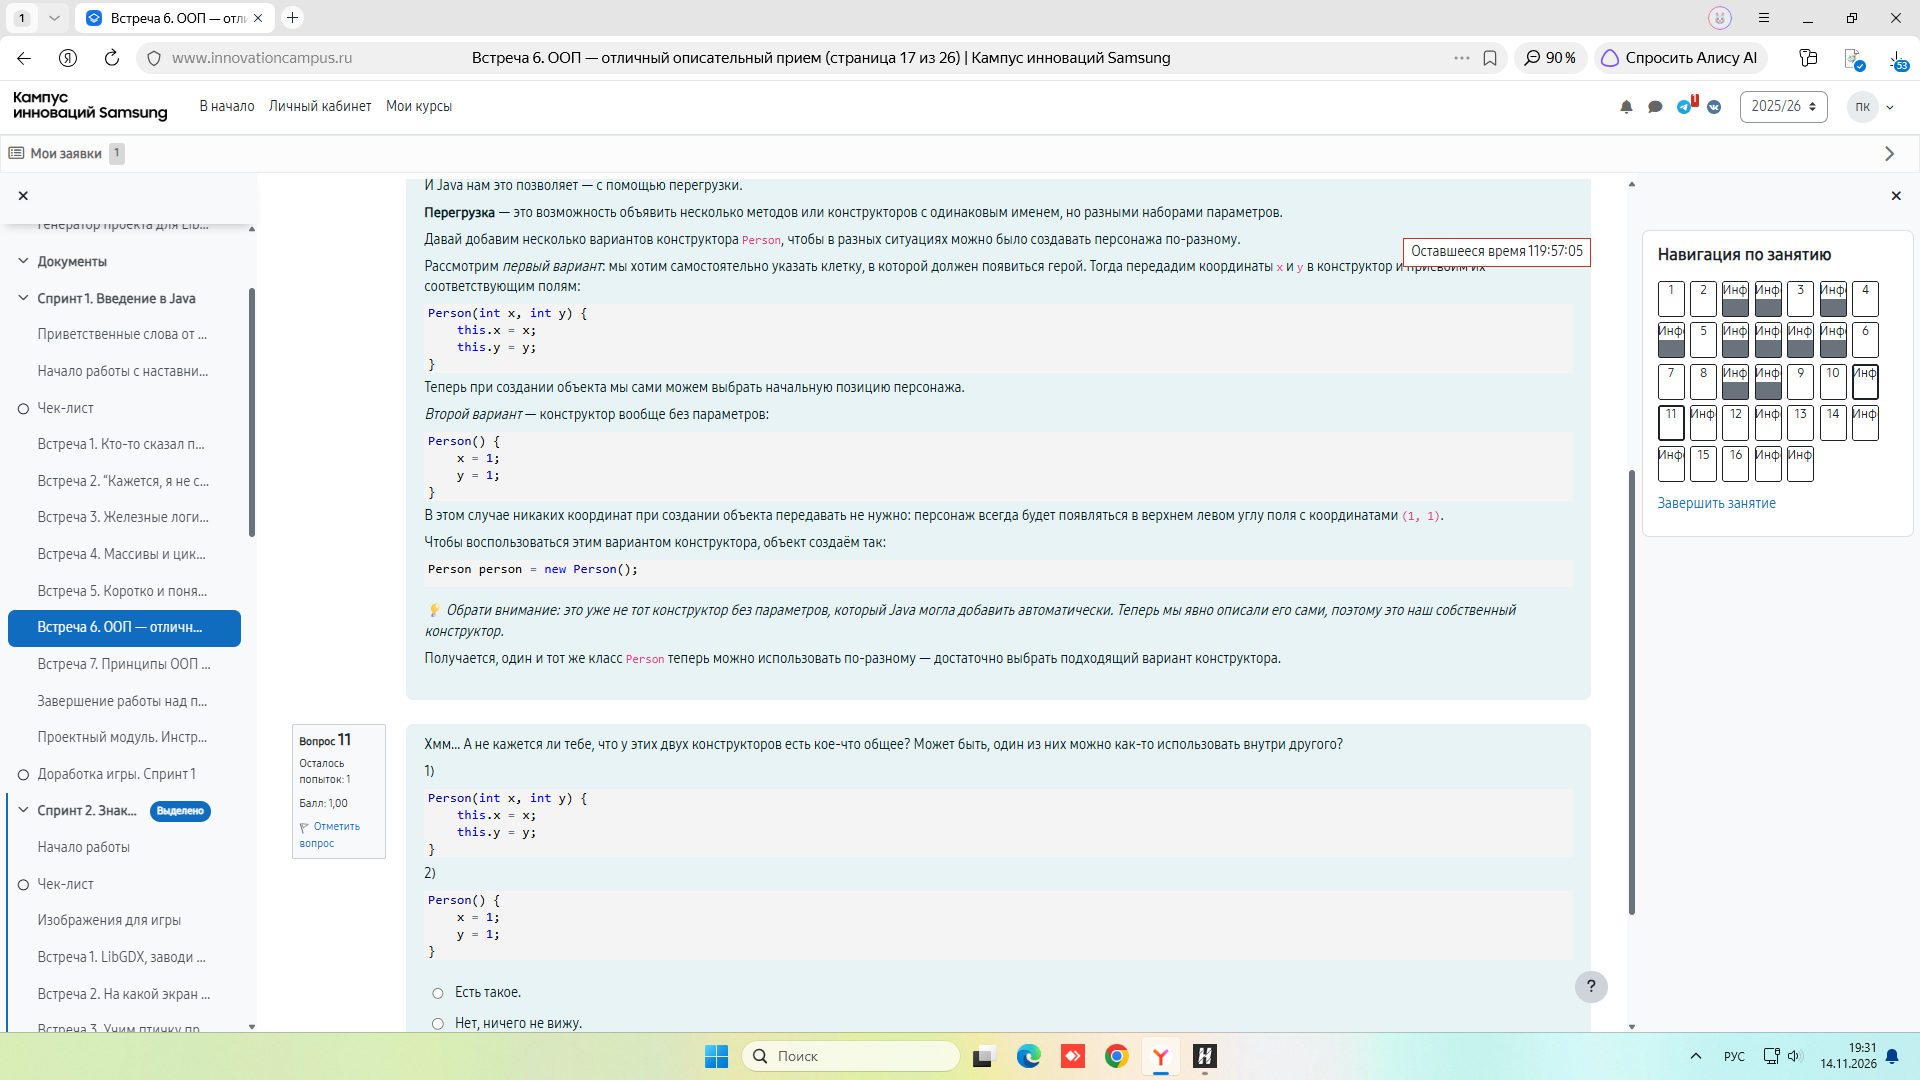 1
Встреча 6. ООП — отли
www.innovationcampus.ru
Встреча 6. ООП — отличный описательный прием (страница 17 из 26) | Кампус инноваций Samsung
90 %
Спросить Алису AI
53
Кампус
инноваций Samsung
В начало
Личный кабинет
Мои курсы
1
2025/26
ПК
Мои заявки 1
Генератор проекта для Lib...
Документы
Спринт 1. Введение в Java
Приветственные слова от ...
Начало работы с наставни...
Чек-лист
Встреча 1. Кто-то сказал п...
Встреча 2. “Кажется, я не с...
Встреча 3. Железные логи...
Встреча 4. Массивы и цик...
Встреча 5. Коротко и поня...
Встреча 6. ООП — отличн...
Встреча 7. Принципы ООП ...
Завершение работы над п...
Проектный модуль. Инстр...
Доработка игры. Спринт 1
Спринт 2. Знак... Выделено
Начало работы
Чек-лист
Изображения для игры
Встреча 1. LibGDX, заводи ...
Встреча 2. На какой экран ...
Встреча 3. Учим птичку пр...
И Java нам это позволяет — с помощью перегрузки.
Перегрузка — это возможность объявить несколько методов или конструкторов с одинаковым именем, но разными наборами параметров.
Давай добавим несколько вариантов конструктора Person, чтобы в разных ситуациях можно было создавать персонажа по-разному.
Оставшееся время 119:57:05
Рассмотрим первый вариант: мы хотим самостоятельно указать клетку, в которой должен появиться герой. Тогда передадим координаты x и y в конструктор и присвоим их
соответствующим полям:
Person(int x, int y) {
    this.x = x;
    this.y = y;
}
Теперь при создании объекта мы сами можем выбрать начальную позицию персонажа.
Второй вариант — конструктор вообще без параметров:
Person() {
    x = 1;
    y = 1;
}
В этом случае никаких координат при создании объекта передавать не нужно: персонаж всегда будет появляться в верхнем левом углу поля с координатами (1, 1).
Чтобы воспользоваться этим вариантом конструктора, объект создаём так:
Person person = new Person();
Обрати внимание: это уже не тот конструктор без параметров, который Java могла добавить автоматически. Теперь мы явно описали его сами, поэтому это наш собственный
конструктор.
Получается, один и тот же класс Person теперь можно использовать по-разному — достаточно выбрать подходящий вариант конструктора.
Вопрос 11
Осталось
попыток: 1
Балл: 1,00
Отметить
вопрос
Хмм... А не кажется ли тебе, что у этих двух конструкторов есть кое-что общее? Может быть, один из них можно как-то использовать внутри другого?
1)
Person(int x, int y) {
    this.x = x;
    this.y = y;
}
2)
Person() {
    x = 1;
    y = 1;
}
Есть такое.
Нет, ничего не вижу.
?
Навигация по занятию
1 2 Инф Инф 3 Инф 4
Инф 5 Инф Инф Инф Инф 6
7 8 Инф Инф 9 10 Инф
11 Инф 12 Инф 13 14 Инф
Инф 15 16 Инф Инф
Завершить занятие
Поиск
РУС
19:31
14.11.2026